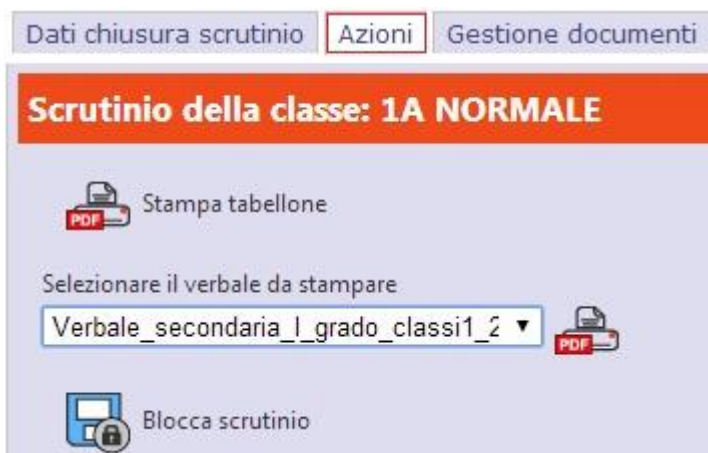 Dati chiusura scrutinio Azioni Gestione documenti
Scrutinio della classe: 1A NORMALE
PDF Stampa tabellone
Selezionare il verbale da stampare
Verbale_secondaria_I_grado_classi1_2 PDF
Blocca scrutinio